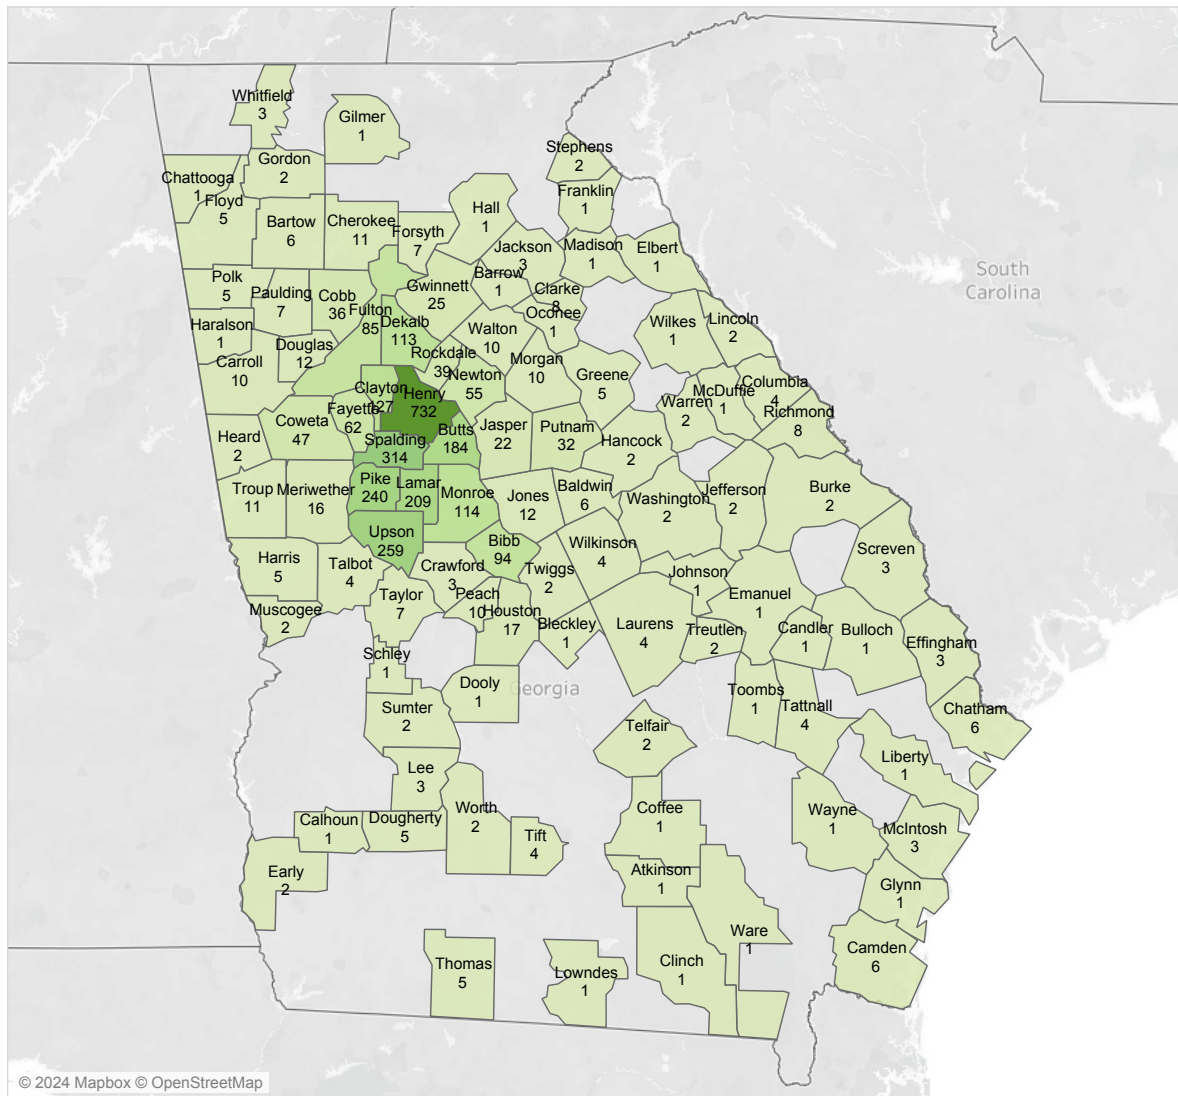 Whitfield
3
Gilmer
1
Stephens
2
Gordon
2
Chattooga
1
Franklin
1
Floyd
5
Hall
1
Bartow
6
Cherokee
11
Forsyth
7
Jackson
3
Madison
1
Elbert
1
South
Carolina
Polk
5
Paulding
7
Cobb
36
Gwinnett
25
Barrow
1
Clarke
8
Fulton
85
Dekalb
113
Oconee
1
Haralson
1
Walton
10
Wilkes
1
Lincoln
2
Douglas
12
Carroll
10
Rockdale
39
Morgan
10
Newton
55
Greene
5
Clayton
127
Henry
732
McDuffie
1
Columbia
4
Warren
2
Richmond
8
Fayette
62
Coweta
47
Butts
184
Jasper
22
Putnam
32
Heard
2
Spalding
314
Hancock
2
Troup
11
Meriwether
16
Pike
240
Lamar
209
Monroe
114
Jones
12
Baldwin
6
Washington
2
Jefferson
2
Burke
2
Upson
259
Bibb
94
Wilkinson
4
Screven
3
Harris
5
Talbot
4
Crawford
3
Twiggs
2
Johnson
1
Taylor
7
Peach
10
Houston
17
Emanuel
1
Muscogee
2
Bleckley
1
Laurens
4
Treutlen
2
Candler
1
Bulloch
1
Effingham
3
Schley
1
Dooly
1
Georgia
Toombs
1
Tattnall
4
Chatham
6
Sumter
2
Telfair
2
Liberty
1
Lee
3
Worth
2
Coffee
1
Wayne
1
McIntosh
3
Calhoun
1
Dougherty
5
Tift
4
Early
2
Atkinson
1
Glynn
1
Ware
1
Camden
6
Thomas
5
Lowndes
1
Clinch
1
© 2024 Mapbox © OpenStreetMap